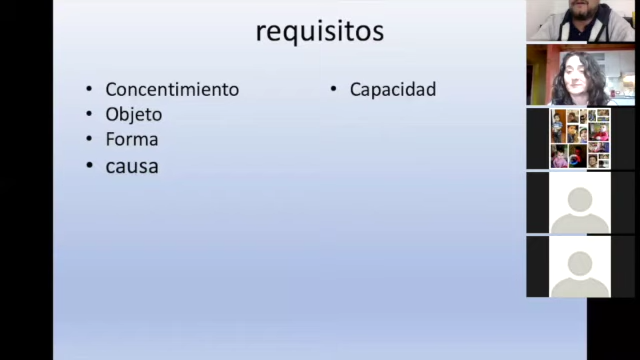 requisitos
• Concentimiento
• Objeto
• Forma
• causa
• Capacidad